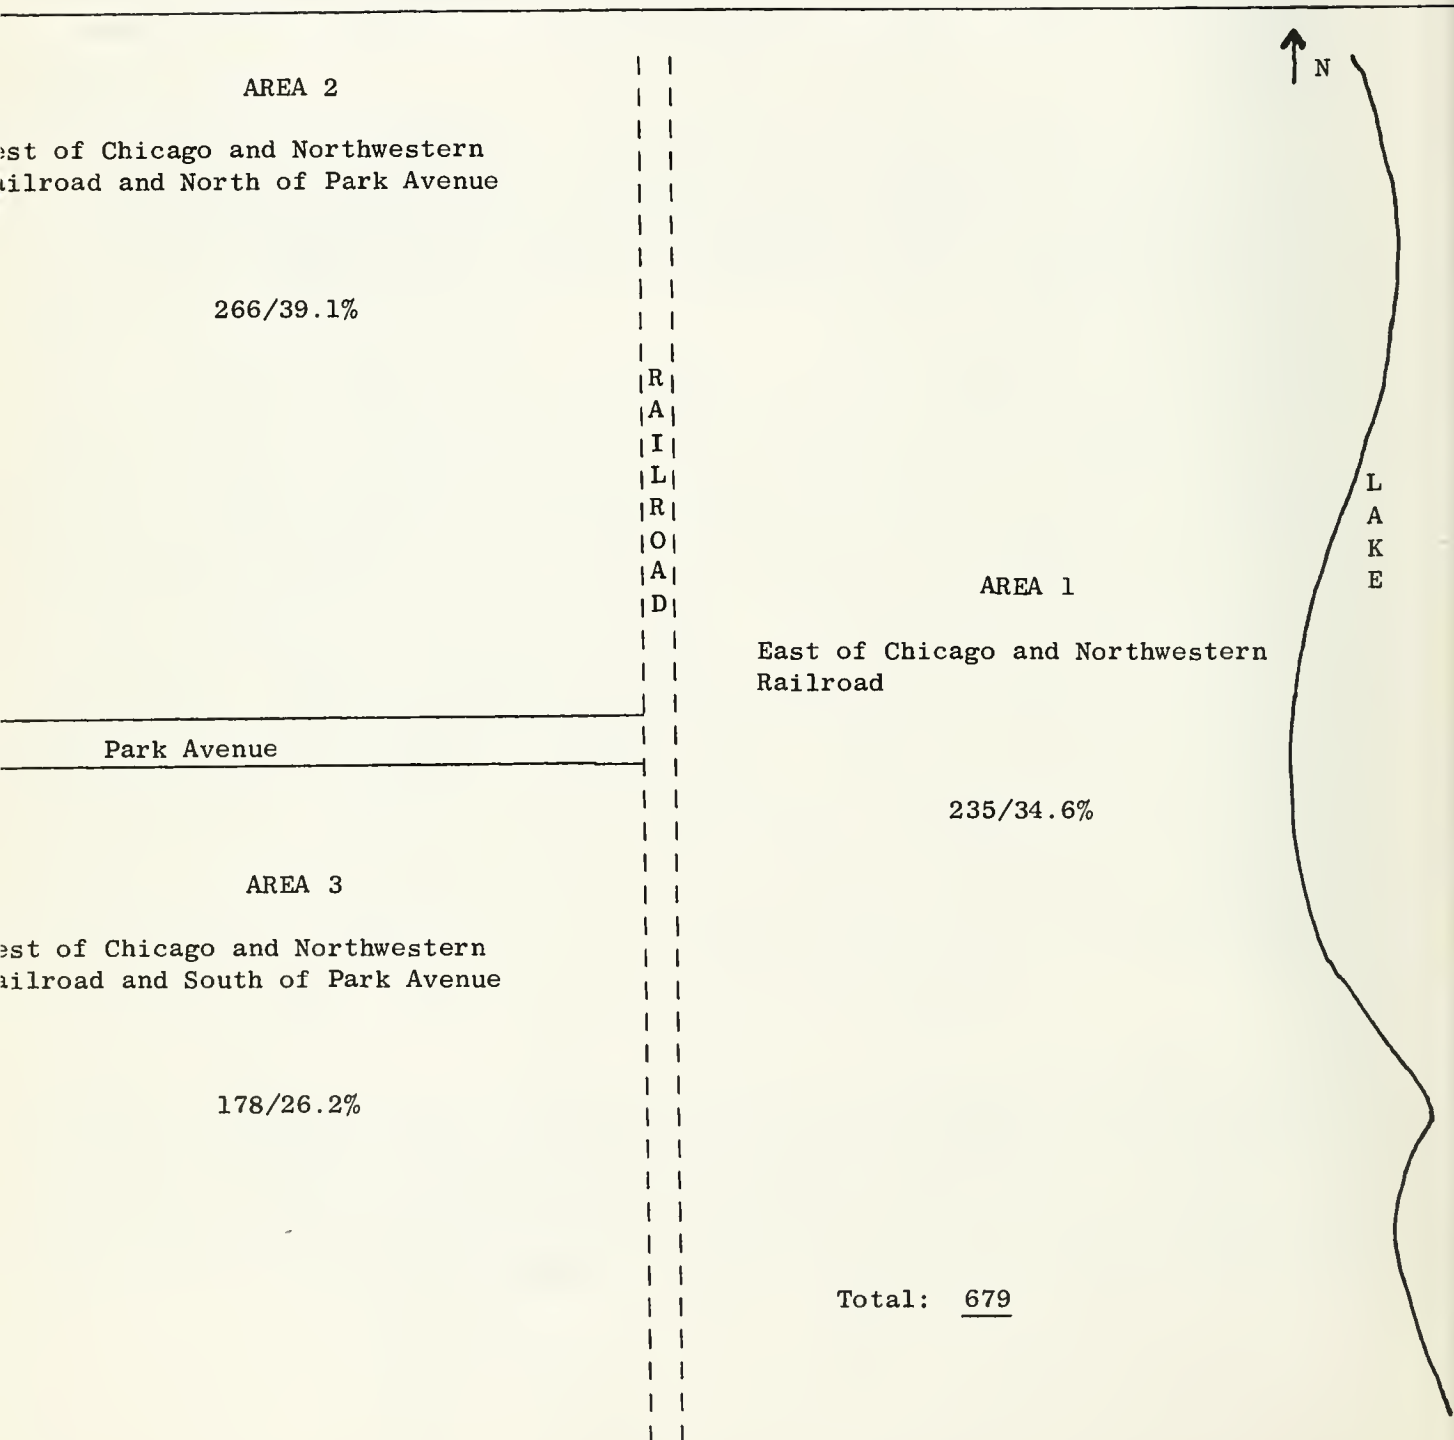 N
AREA 2
est of Chicago and Northwestern
ailroad and North of Park Avenue
266/39.1%
RAILROAD
LAKE
AREA 1
East of Chicago and Northwestern
Railroad
Park Avenue
235/34.6%
AREA 3
est of Chicago and Northwestern
ailroad and South of Park Avenue
178/26.2%
Total: 679